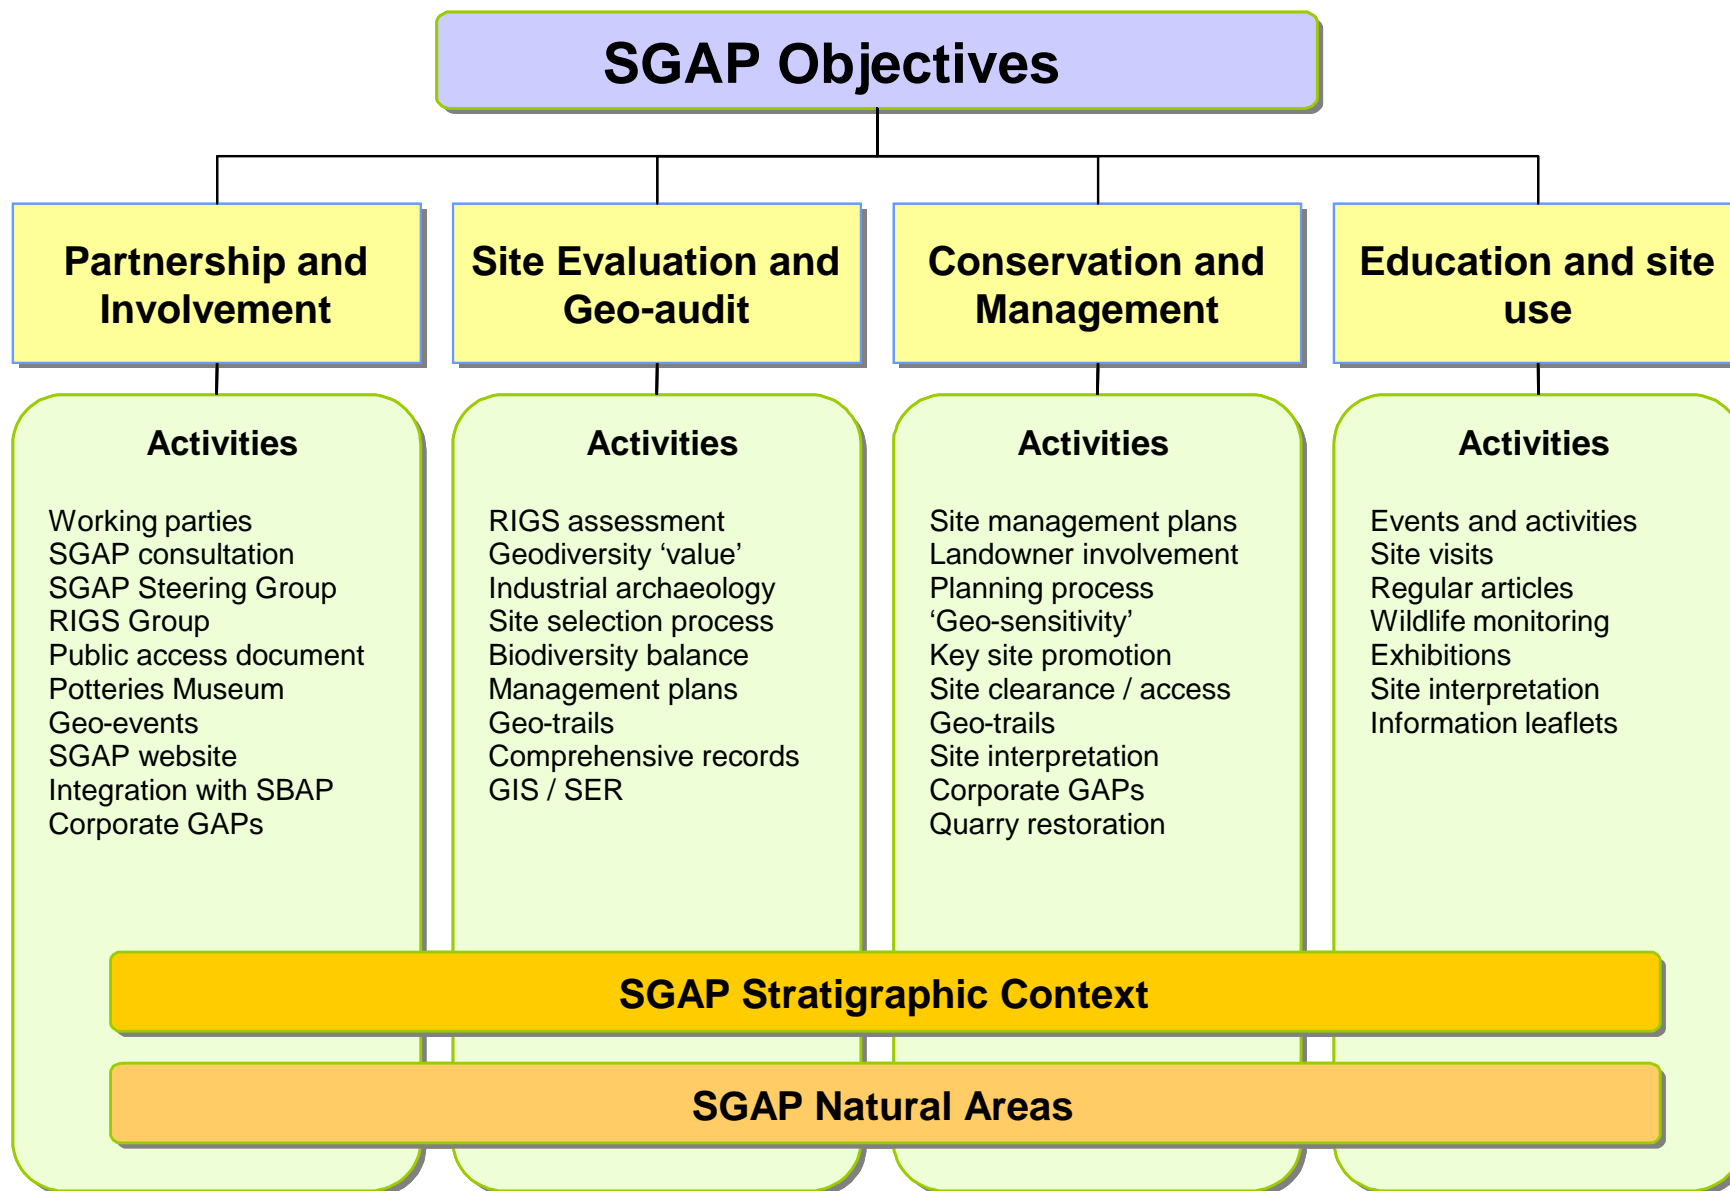 SGAP Objectives
Partnership and
Involvement
Site Evaluation and
Geo-audit
Conservation and
Management
Education and site
use
Activities
Working parties
SGAP consultation
SGAP Steering Group
RIGS Group
Public access document
Potteries Museum
Geo-events
SGAP website
Integration with SBAP
Corporate GAPs
Activities
RIGS assessment
Geodiversity ‘value’
Industrial archaeology
Site selection process
Biodiversity balance
Management plans
Geo-trails
Comprehensive records
GIS / SER
Activities
Site management plans
Landowner involvement
Planning process
‘Geo-sensitivity’
Key site promotion
Site clearance / access
Geo-trails
Site interpretation
Corporate GAPs
Quarry restoration
Activities
Events and activities
Site visits
Regular articles
Wildlife monitoring
Exhibitions
Site interpretation
Information leaflets
SGAP Stratigraphic Context
SGAP Natural Areas